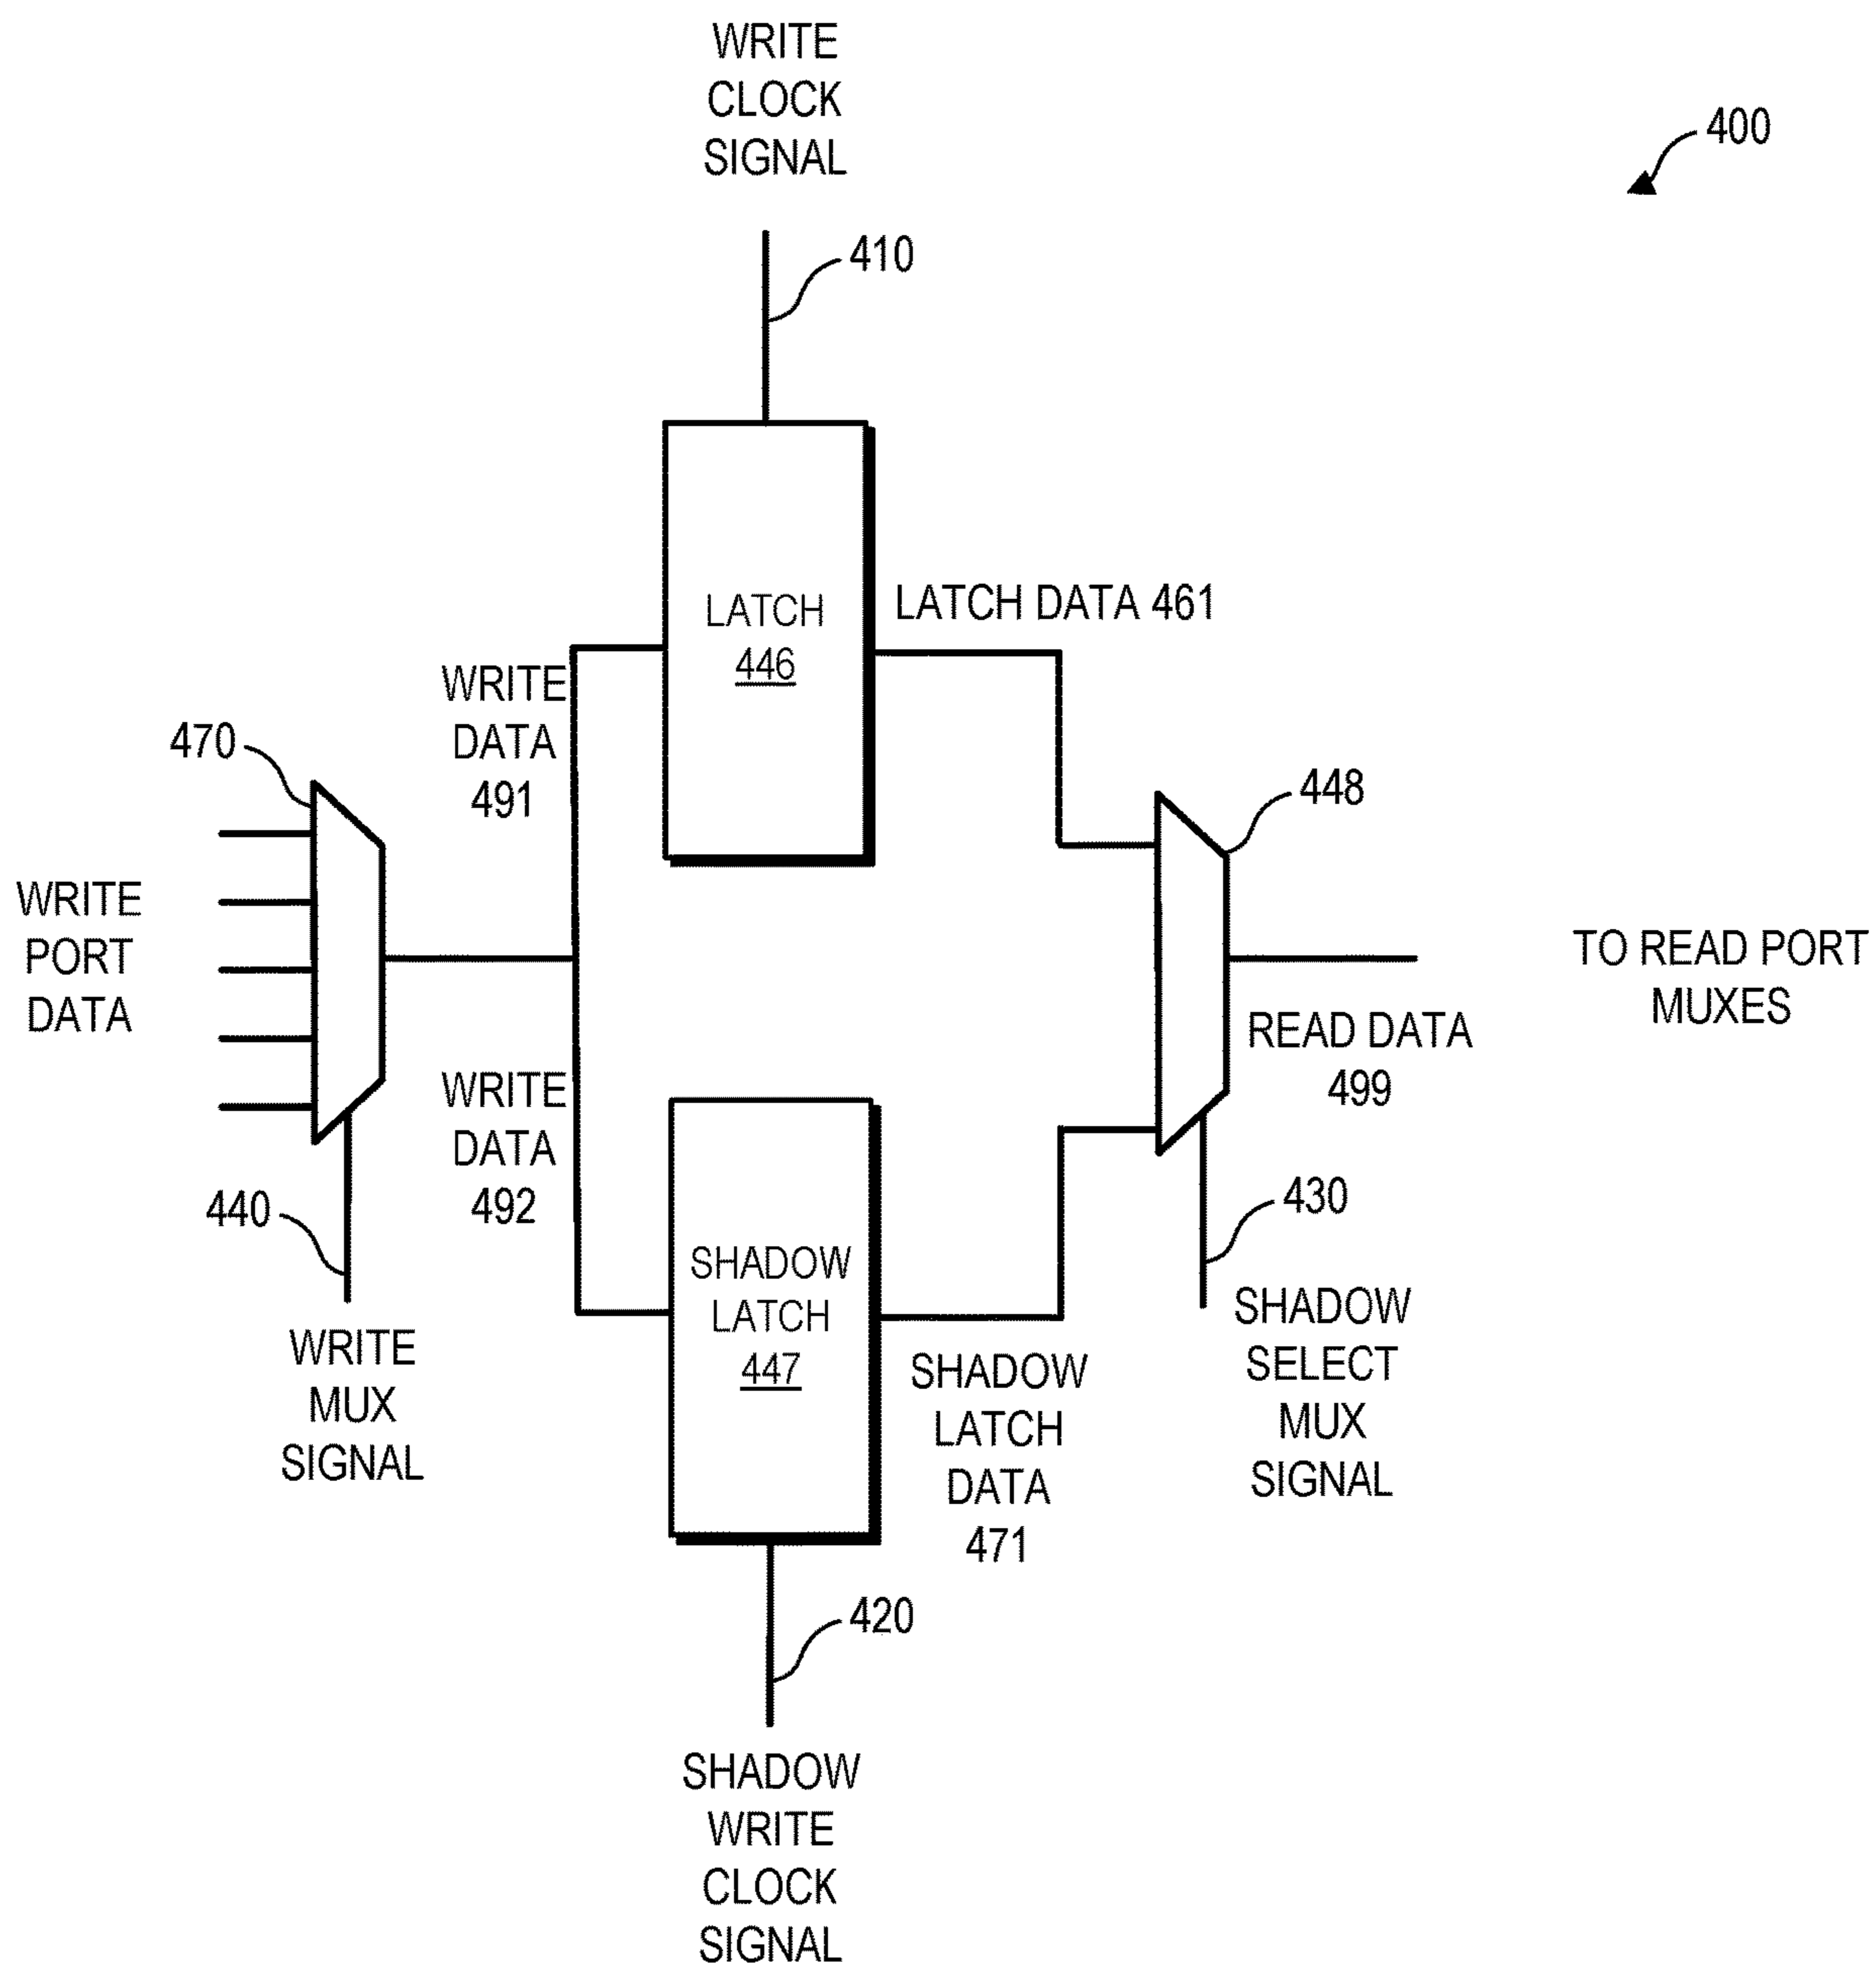 WRITE
CLOCK
SIGNAL
400
410
LATCH
446
LATCH DATA 461
WRITE
DATA
491
470
448
WRITE
PORT
DATA
TO READ PORT
MUXES
READ DATA
499
WRITE
DATA
492
440
430
SHADOW
LATCH
447
WRITE
MUX
SIGNAL
SHADOW
LATCH
DATA
471
SHADOW
SELECT
MUX
SIGNAL
420
SHADOW
WRITE
CLOCK
SIGNAL